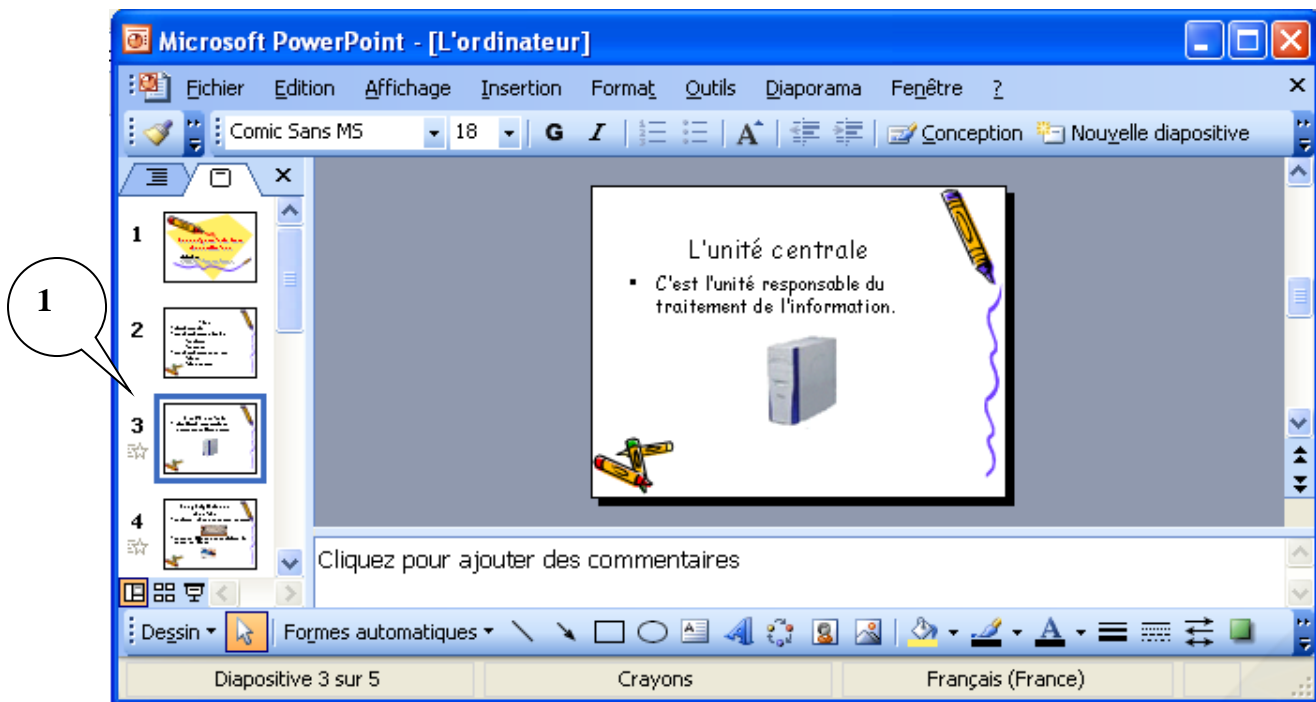 Microsoft PowerPoint - [L'ordinateur]
Fichier Edition Affichage Insertion Format Outils Diaporama Fenêtre ?
Comic Sans MS 18 G I A Conception Nouvelle diapositive
1
1
2
3
4
L'unité centrale
▪ C'est l'unité responsable du
traitement de l'information.
Cliquez pour ajouter des commentaires
Dessin Formes automatiques A
Diapositive 3 sur 5 Crayons Français (France)